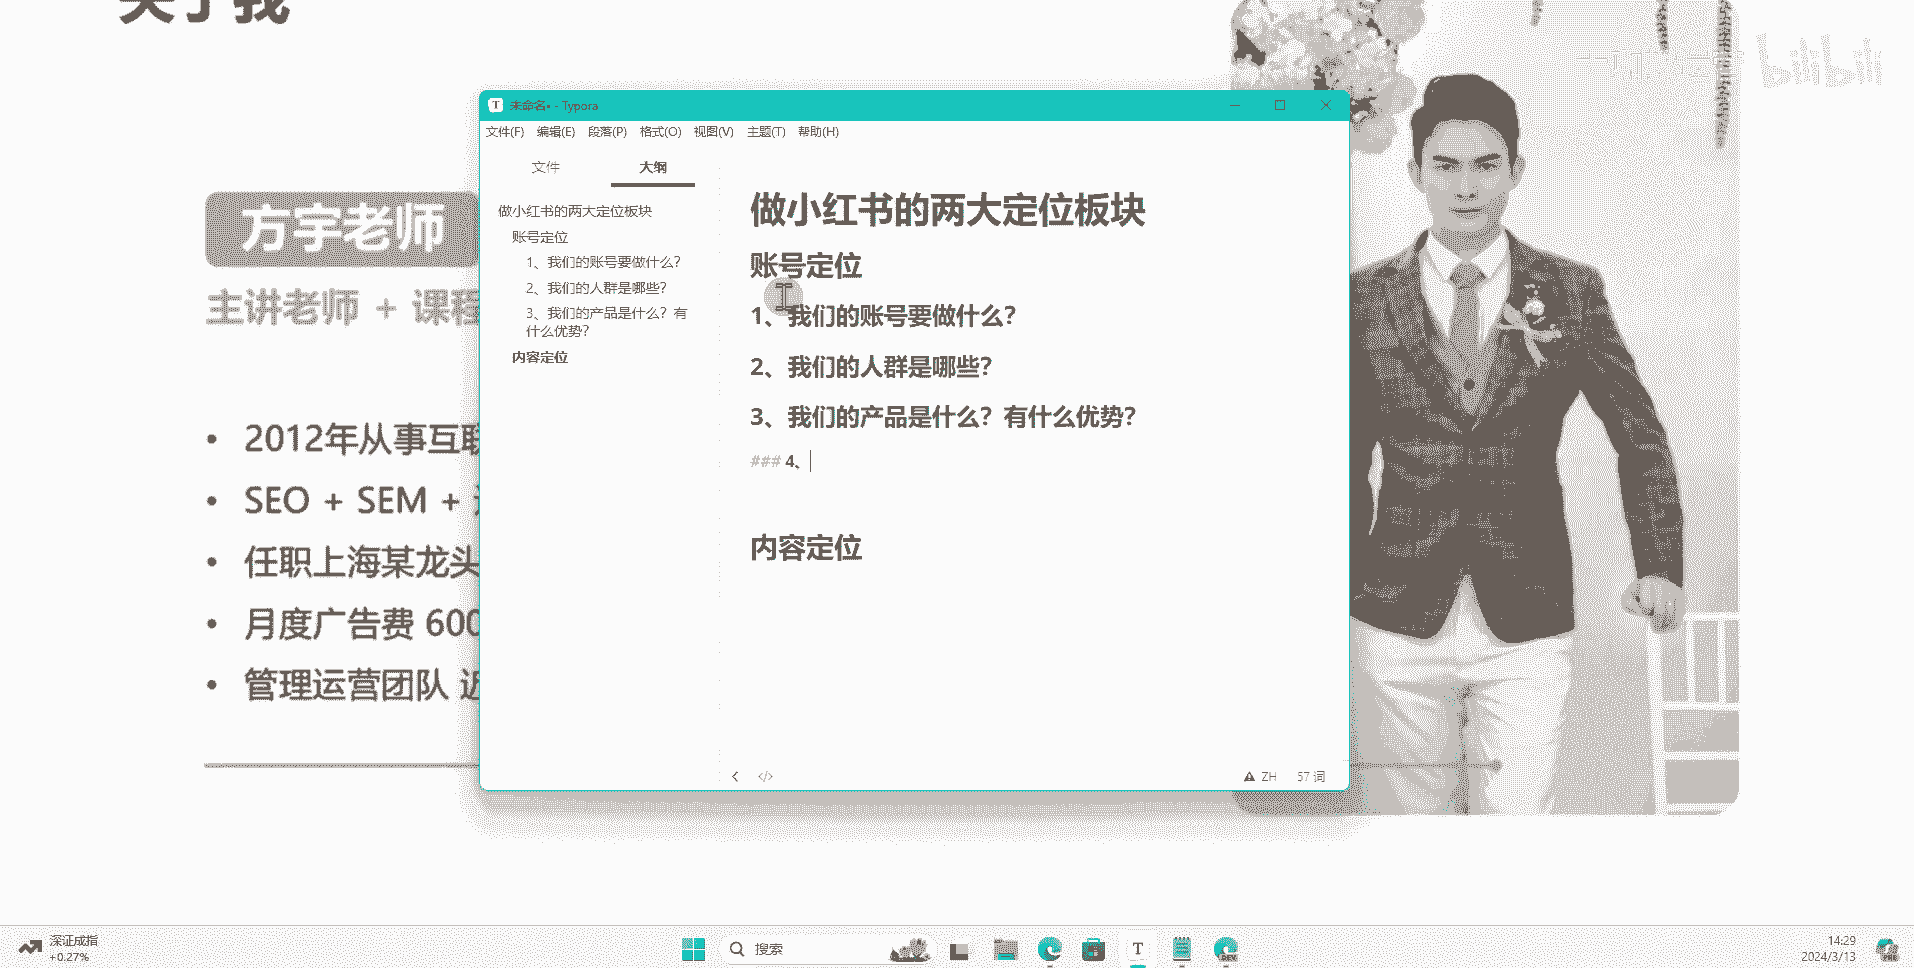 关于我
bilibili
未命名• - Typora
文件(F) 编辑(E) 段落(P) 格式(O) 视图(V) 主题(T) 帮助(H)
文件 大纲
做小红书的两大定位板块
账号定位
1、我们的账号要做什么？
2、我们的人群是哪些？
3、我们的产品是什么？有
什么优势？
内容定位
做小红书的两大定位板块
账号定位
1、我们的账号要做什么？
2、我们的人群是哪些？
3、我们的产品是什么？有什么优势？
### 4、
内容定位
ZH 57 词
方宇老师
主讲老师 + 课程
• 2012年从事互联
• SEO + SEM +
• 任职上海某龙头
• 月度广告费 600
• 管理运营团队 近
深证成指
+0.27%
搜索
14:29
2024/3/13